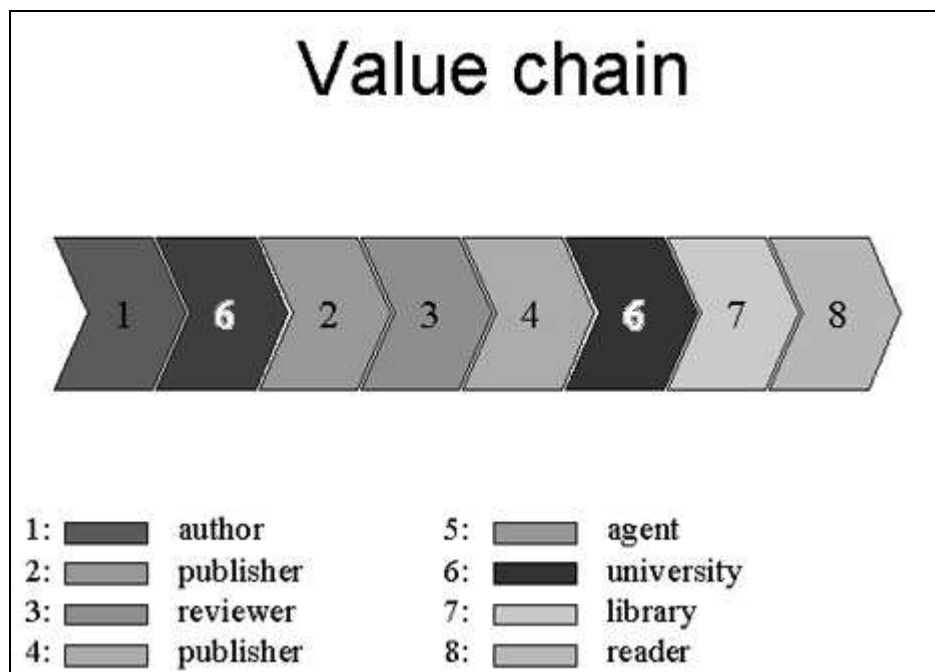 Value chain
1 6 2 3 4 6 7 8
1: author
2: publisher
3: reviewer
4: publisher
5: agent
6: university
7: library
8: reader